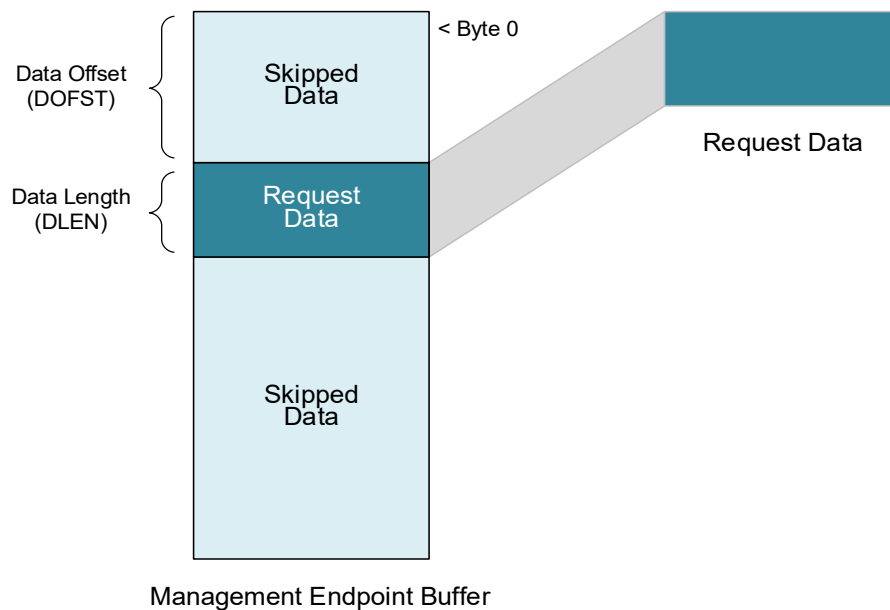 < Byte 0
Data Offset
(DOFST)
Skipped
Data
Request Data
Data Length
(DLEN)
Request
Data
Skipped
Data
Management Endpoint Buffer